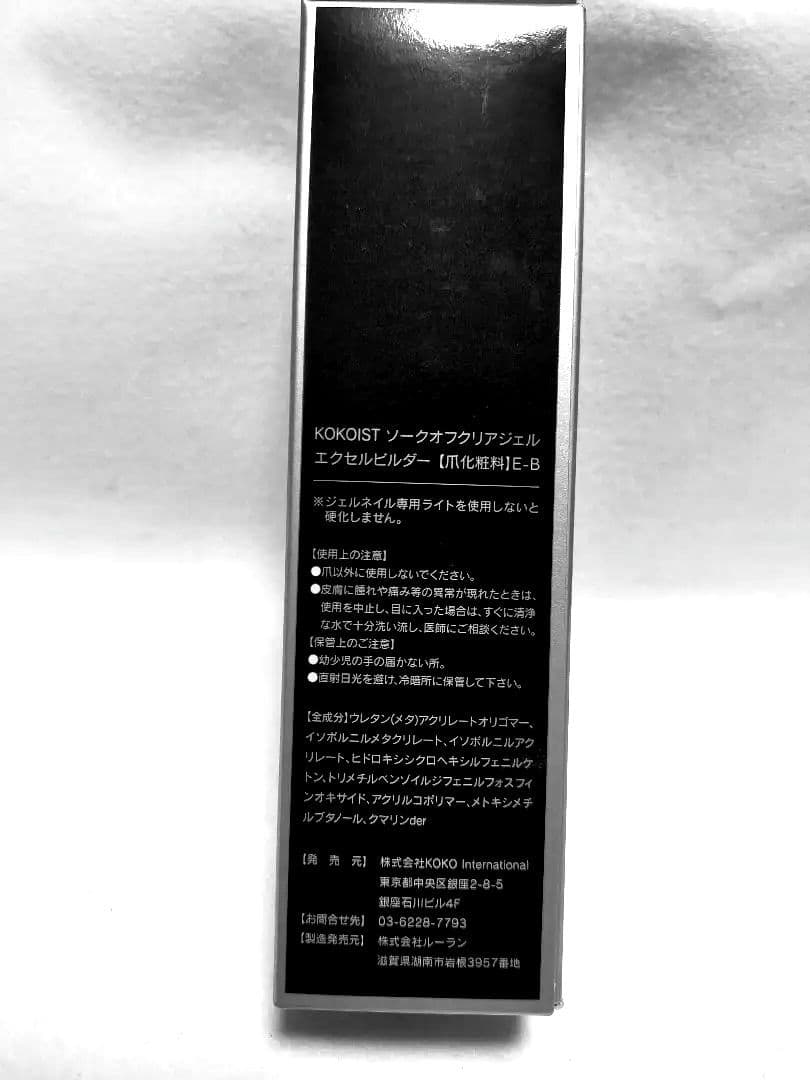 KOKOIST ソークオフクリアジェル
エクセルビルダー【爪化粧料】E-B
※ジェルネイル専用ライトを使用しないと
硬化しません。
【使用上の注意】
●爪以外に使用しないでください。
●皮膚に腫れや痛み等の異常が現れたときは、
使用を中止し、目に入った場合は、すぐに清浄
な水で十分洗い流し、医師にご相談ください。
【保管上のご注意】
●幼少児の手の届かない所。
●直射日光を避け、冷暗所に保管して下さい。
【全成分】ウレタン(メタ)アクリレートオリゴマー、
イソボルニルメタクリレート、イソボルニルアク
リレート、ヒドロキシシクロヘキシルフェニルケ
トン、トリメチルベンゾイルジフェニルフォスフィ
ンオキサイド、アクリルコポリマー、メトキシメチ
ルブタノール、クマリンder
【発 売 元】 株式会社KOKO International
東京都中央区銀座2-8-5
銀座石川ビル4F
【お問合せ先】 03-6228-7793
【製造発売元】 株式会社ルーラン
滋賀県湖南市岩根3957番地